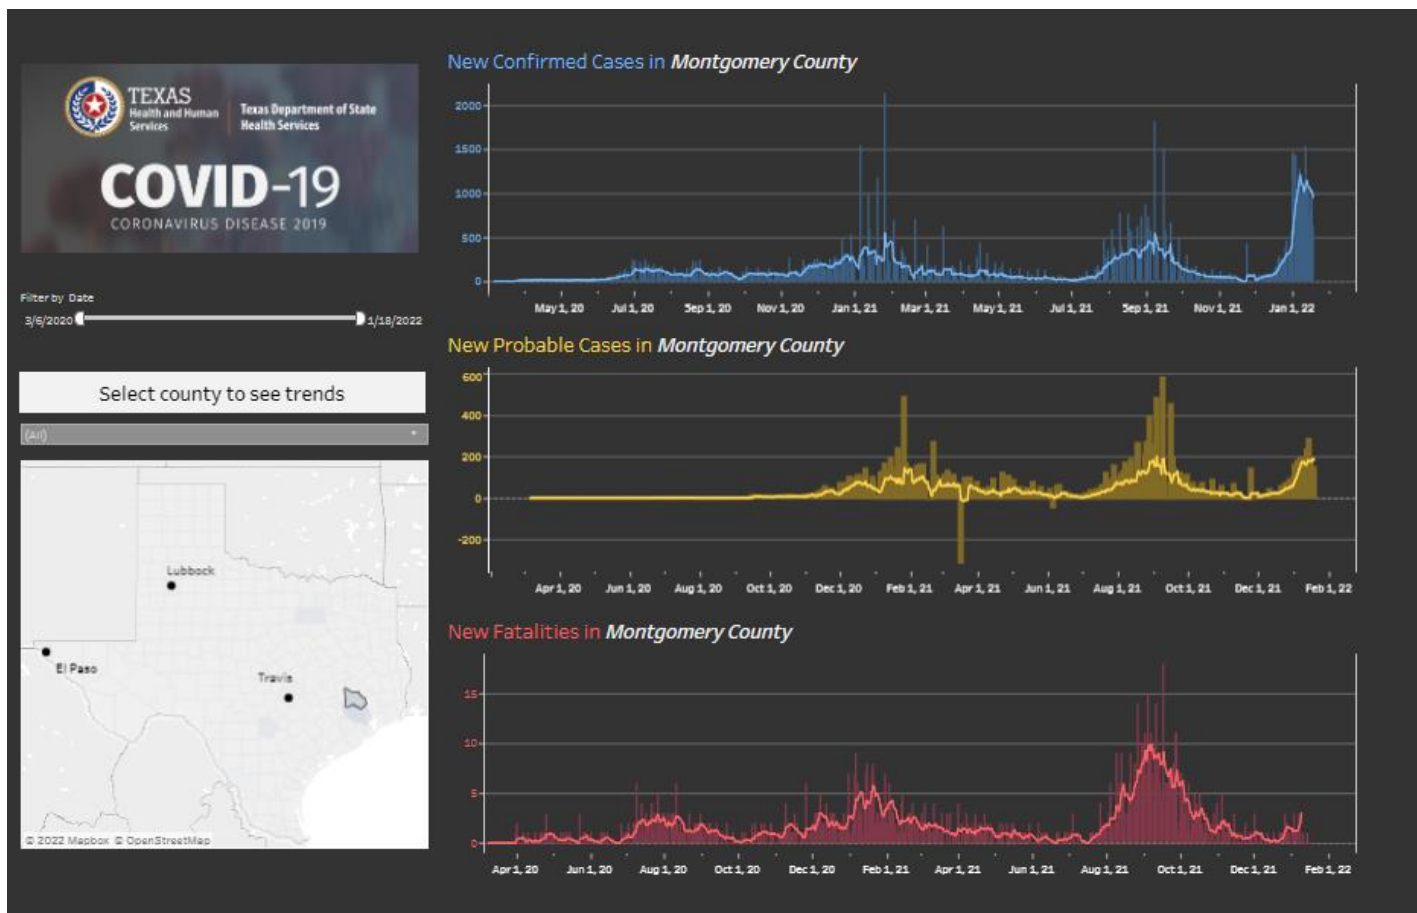 TEXAS
Health and Human
Services
Texas Department of State
Health Services
COVID-19
CORONAVIRUS DISEASE 2019
Filter by Date
3/6/2020
1/18/2022
Select county to see trends
(All)
Lubbock
El Paso
Travis
© 2022 Mapbox © OpenStreetMap
New Confirmed Cases in Montgomery County
2000
1500
1000
500
0
May 1, 20 Jul 1, 20 Sep 1, 20 Nov 1, 20 Jan 1, 21 Mar 1, 21 May 1, 21 Jul 1, 21 Sep 1, 21 Nov 1, 21 Jan 1, 22
New Probable Cases in Montgomery County
600
400
200
0
-200
Apr 1, 20 Jun 1, 20 Aug 1, 20 Oct 1, 20 Dec 1, 20 Feb 1, 21 Apr 1, 21 Jun 1, 21 Aug 1, 21 Oct 1, 21 Dec 1, 21 Feb 1, 22
New Fatalities in Montgomery County
15
10
5
0
Apr 1, 20 Jun 1, 20 Aug 1, 20 Oct 1, 20 Dec 1, 20 Feb 1, 21 Apr 1, 21 Jun 1, 21 Aug 1, 21 Oct 1, 21 Dec 1, 21 Feb 1, 22